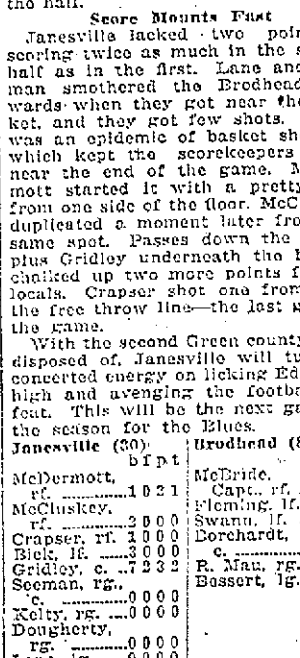 the half.
Score Mounts Fast
Janesville lacked two poin
scoring twice as much in the s
half as in the first. Lane and
man smothered the Brodhead
wards when they got near the
ket, and they got few shots.
was an epidemic of basket sh
which kept the scorekeepers
near the end of the game. M
mott started it with a pretty
from one side of the floor. McC
duplicated a moment later fro
same spot. Passes down the
plus Gridley underneath the
chalked up two more points f
locals. Crapser shot one from
the free throw line—the last g
the game.
With the second Green county
disposed of, Janesville will tu
concerted energy on licking Ed
high and avenging the footba
feat. This will be the next ga
the season for the Blues.
Janesville (30)
b f p t
McDermott,
rf. ............1 0 2 1
McCluskey,
rf. ............2 0 0 0
Crapser, rf. 1 0 0 0
Bick, lf. .....3 0 0 0
Gridley, c. ..7 2 3 2
Seeman, rg.,
c. ............0 0 0 0
Kelty, rg. ....0 0 0 0
Dougherty,
rg. ...........0 0 0 0
Brodhead (8
McBride,
Capt., rf.
Fleming, lf.
Swann, lf.
Dorchardt,
c. ............
R. Mau, rg.
Bossert, lg.